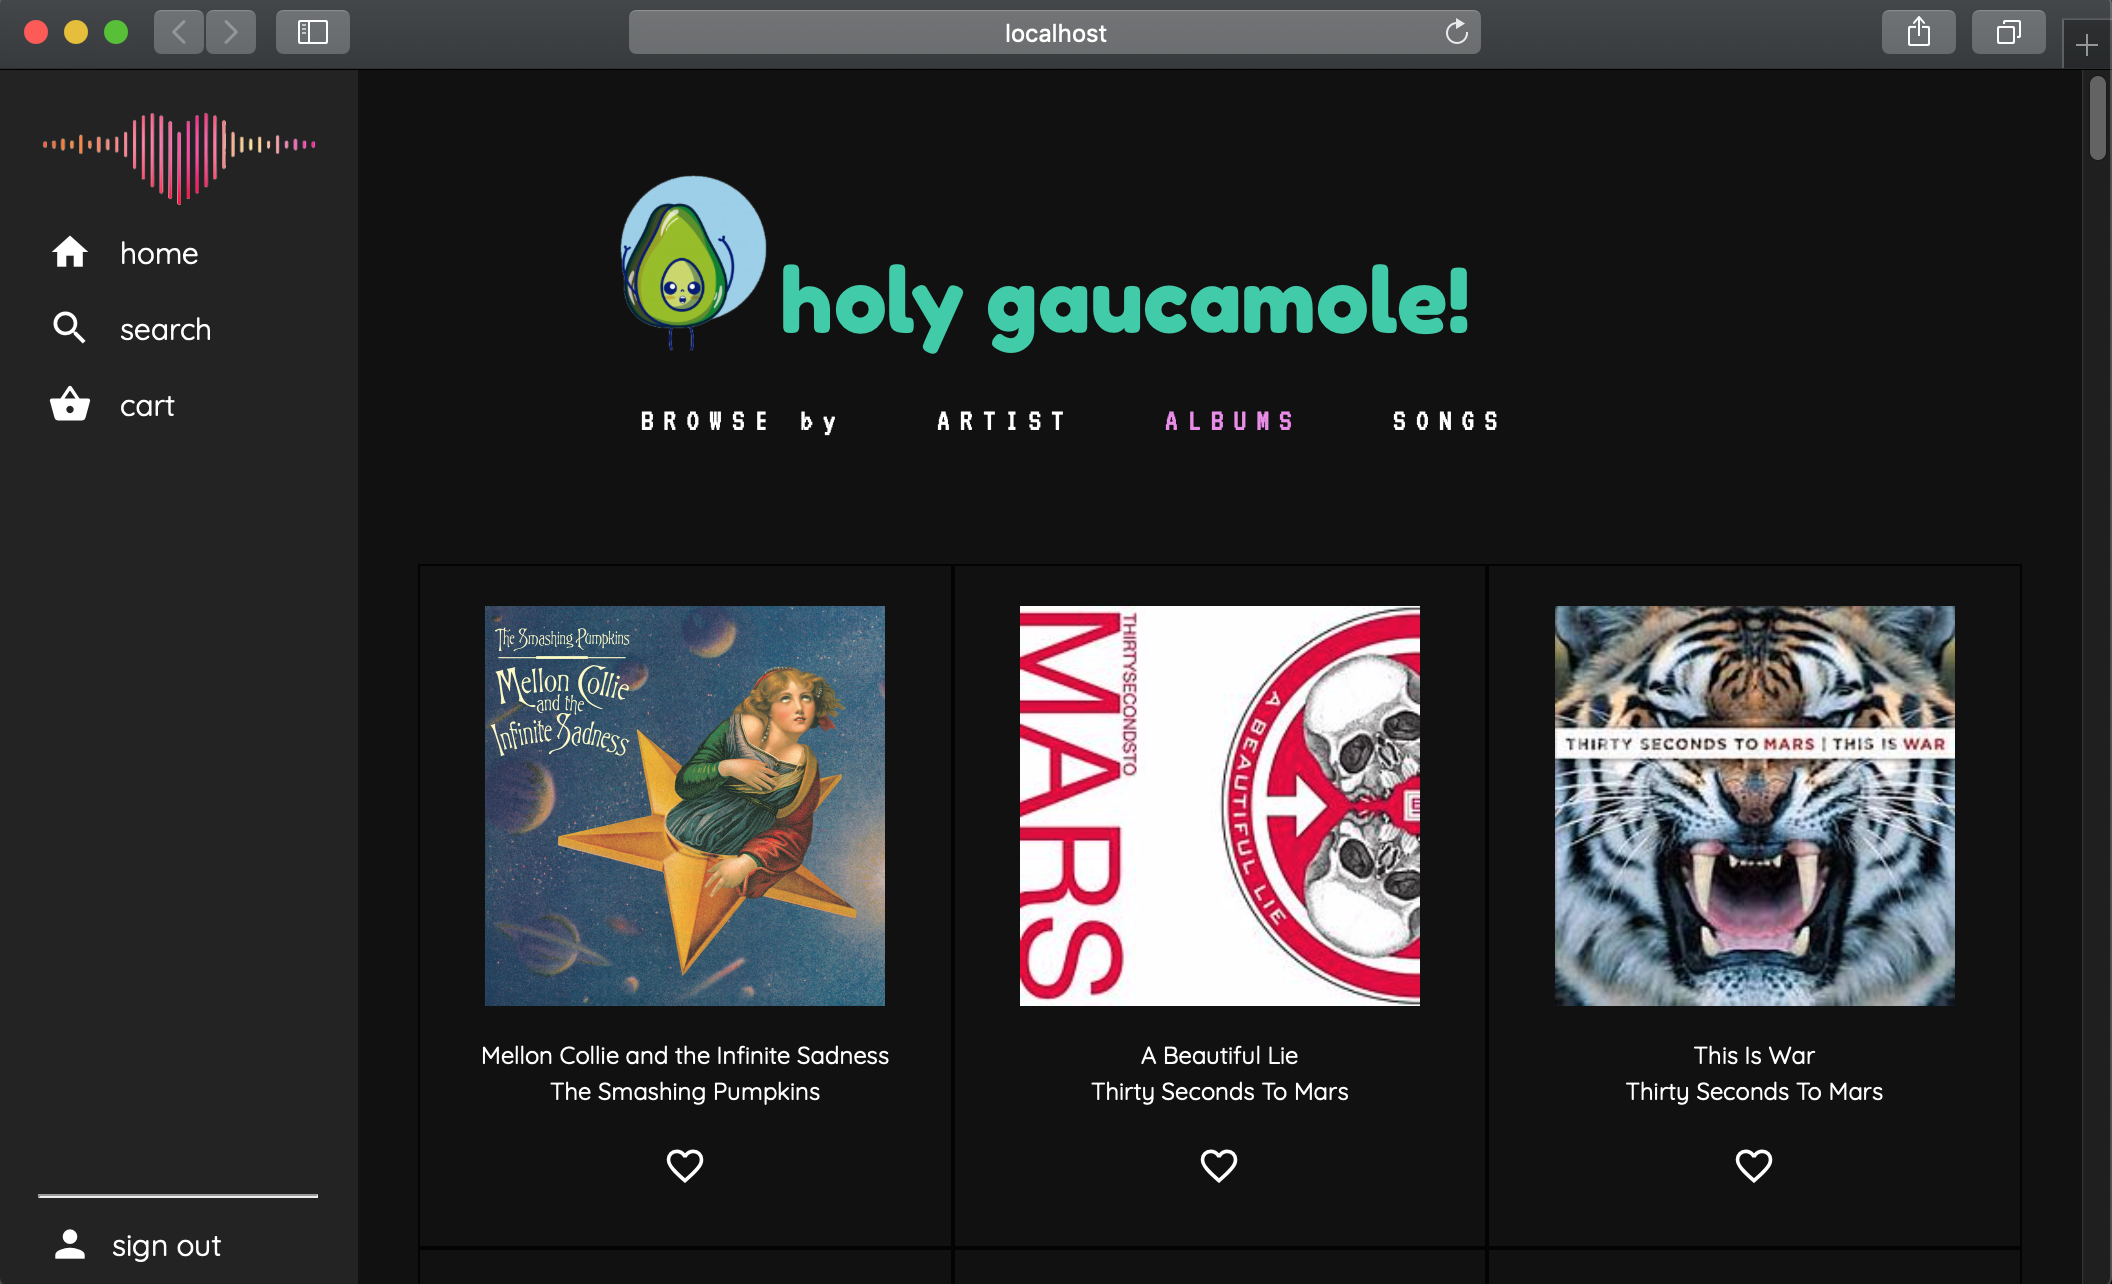 localhost
home
search
cart
holy gaucamole!
BROWSE by ARTIST ALBUMS SONGS
The Smashing Pumpkins
Mellon Collie
and the
Infinite Sadness
THIRTYSECONDSTO
MARS
A BEAUTIFUL LIE
THIRTY SECONDS TO MARS | THIS IS WAR
Mellon Collie and the Infinite Sadness
The Smashing Pumpkins
A Beautiful Lie
Thirty Seconds To Mars
This Is War
Thirty Seconds To Mars
sign out